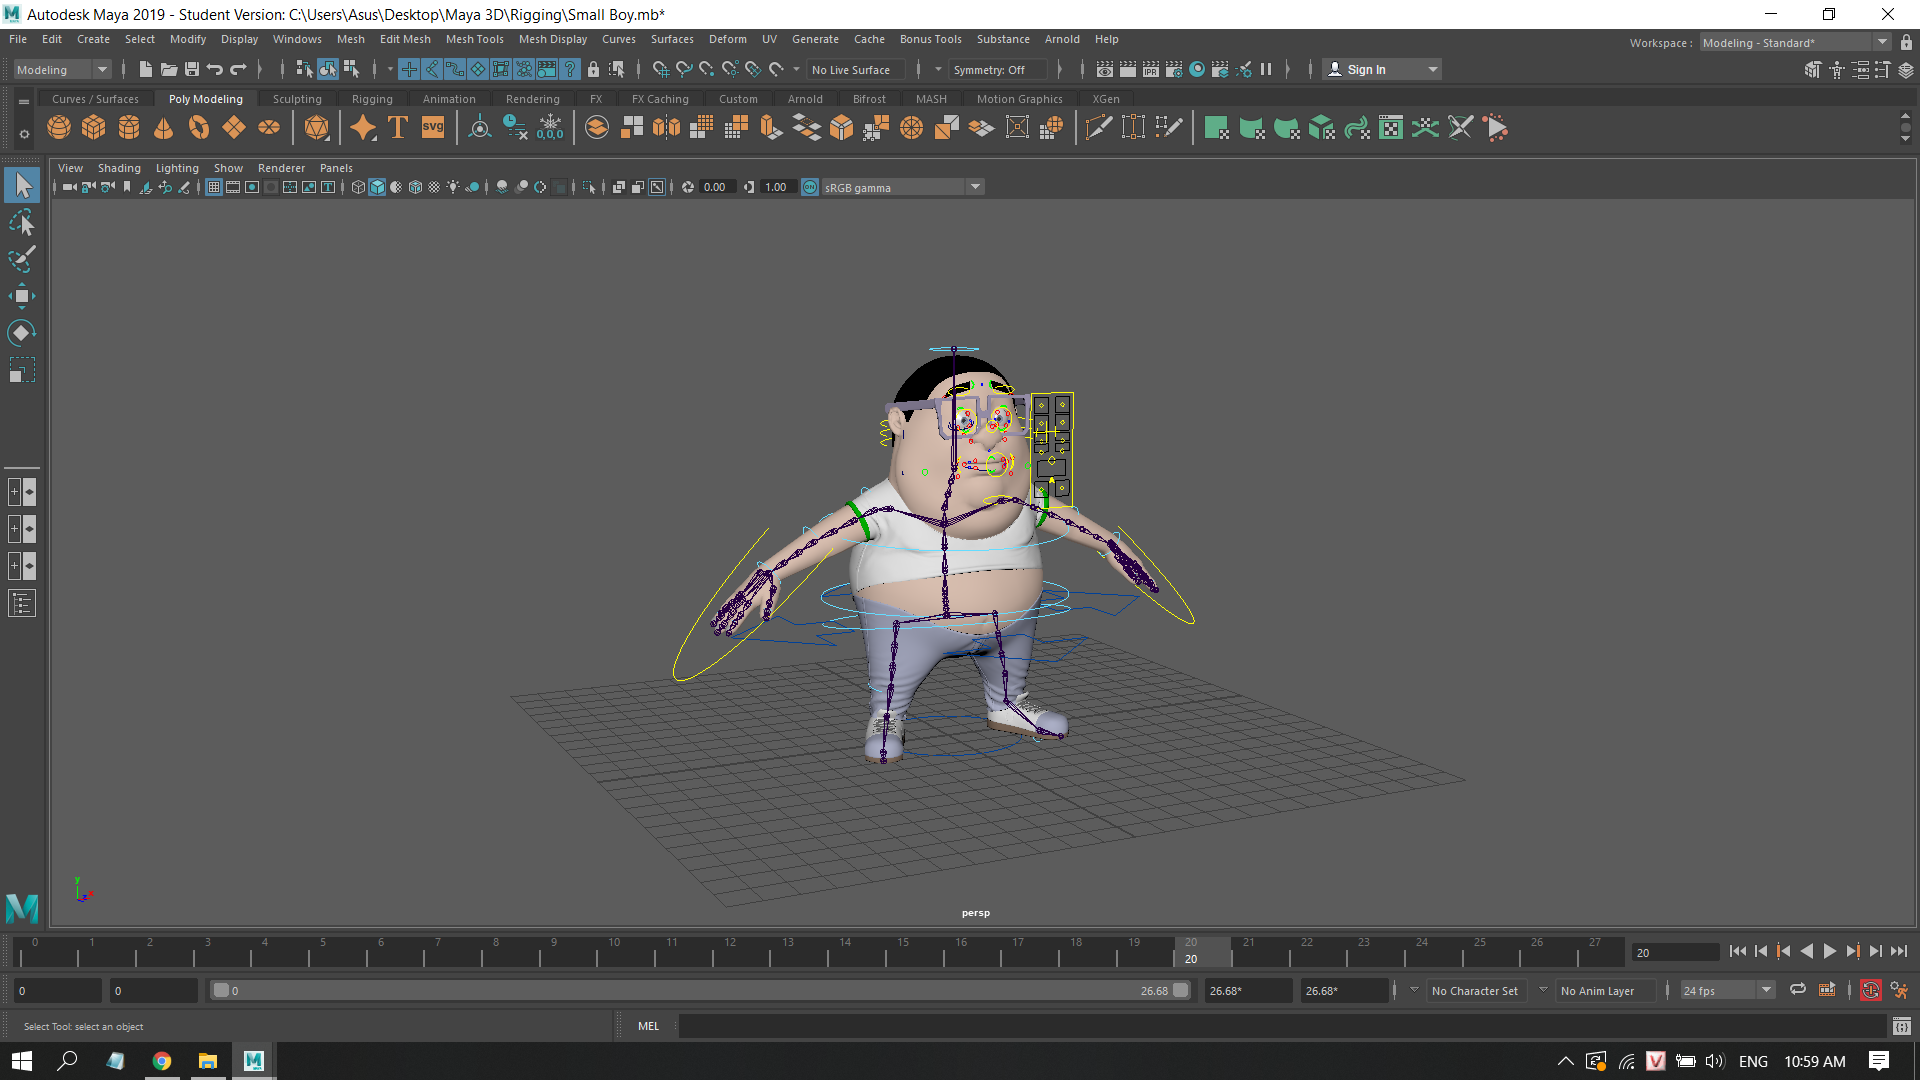 Autodesk Maya 2019 - Student Version: C:\Users\Asus\Desktop\Maya 3D\Rigging\Small Boy.mb*
File Edit Create Select Modify Display Windows Mesh Edit Mesh Mesh Tools Mesh Display Curves Surfaces Deform UV Generate Cache Bonus Tools Substance Arnold Help
Workspace : Modeling - Standard*
Modeling No Live Surface Symmetry: Off Sign In
Curves / Surfaces Poly Modeling Sculpting Rigging Animation Rendering FX FX Caching Custom Arnold Bifrost MASH Motion Graphics XGen
T SVG 0,0,0
View Shading Lighting Show Renderer Panels
0.00 1.00 ON sRGB gamma
y
persp
0 1 2 3 4 5 6 7 8 9 10 11 12 13 14 15 16 17 18 19 20 21 22 23 24 25 26 27
20
20
0 0 0 26.68 26.68* 26.68* No Character Set No Anim Layer 24 fps
Select Tool: select an object
MEL
ENG 10:59 AM